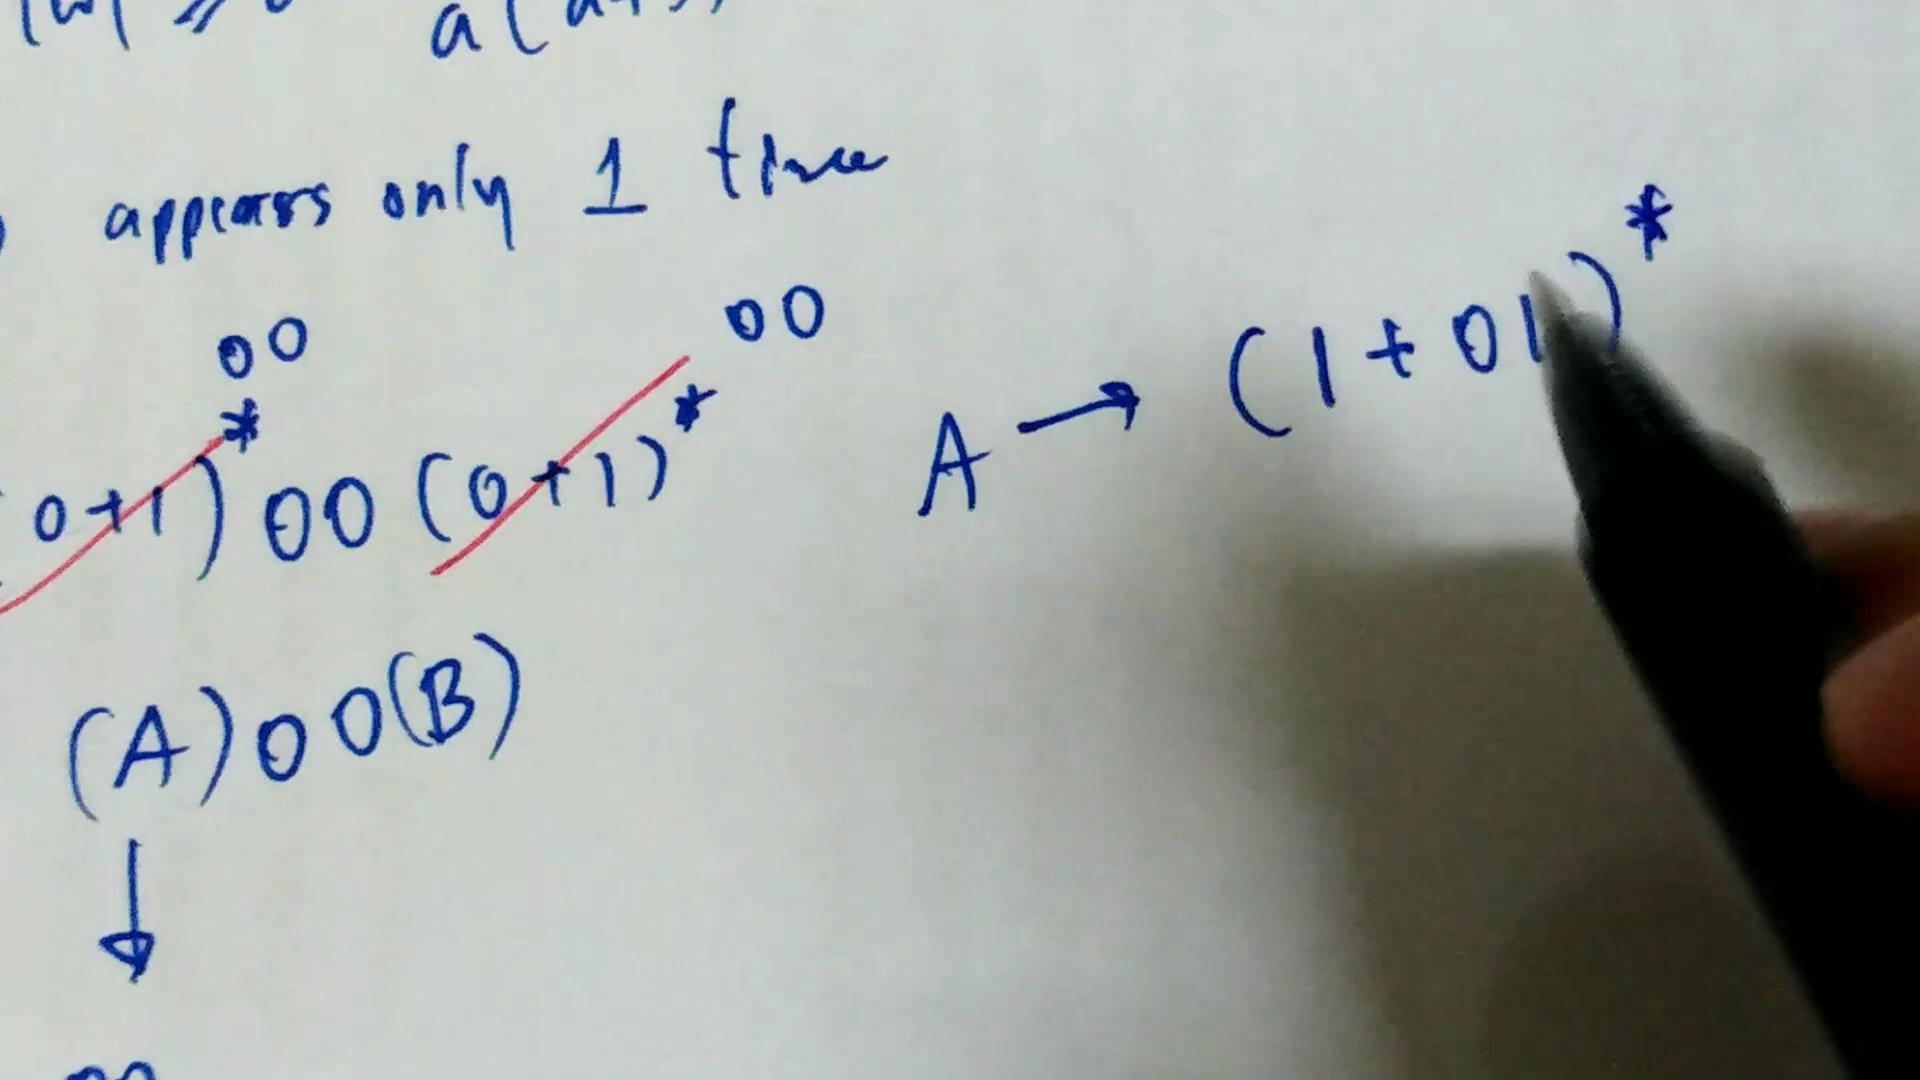 appears only 1 time
00 00
0+1)* 00 (0+1)*
A → (1+01)*
(A)00(B)